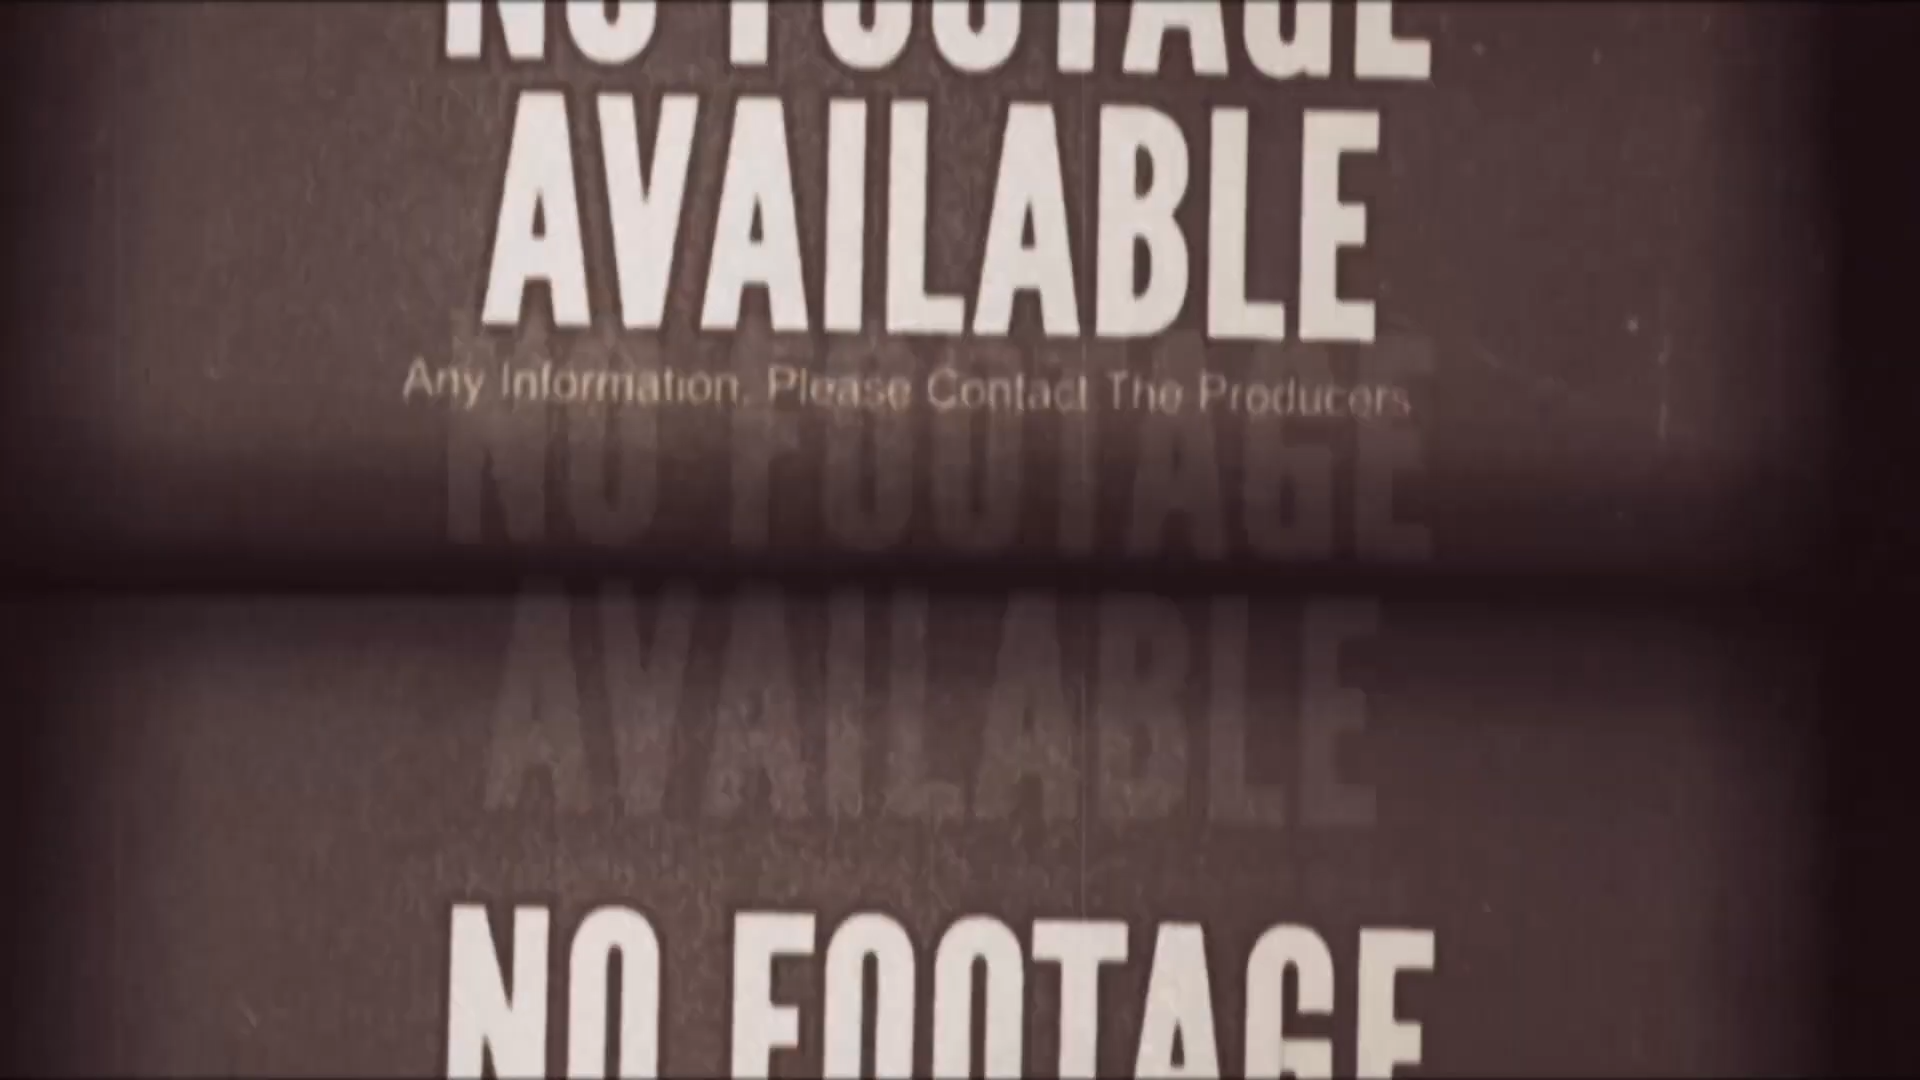 NO FOOTAGE
AVAILABLE
Any Information, Please Contact The Producers
NO FOOTAGE
AVAILABLE
NO FOOTAGE